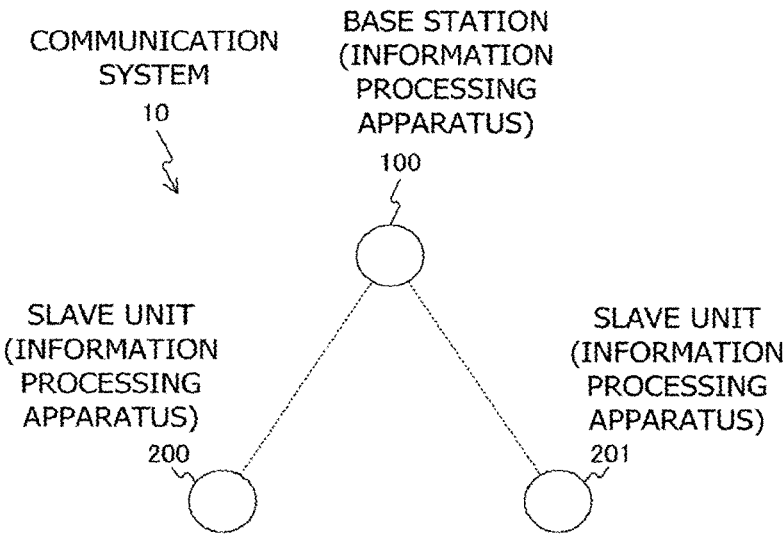 COMMUNICATION
SYSTEM
10
BASE STATION
(INFORMATION
PROCESSING
APPARATUS)
100
SLAVE UNIT
(INFORMATION
PROCESSING
APPARATUS)
200
SLAVE UNIT
(INFORMATION
PROCESSING
APPARATUS)
201